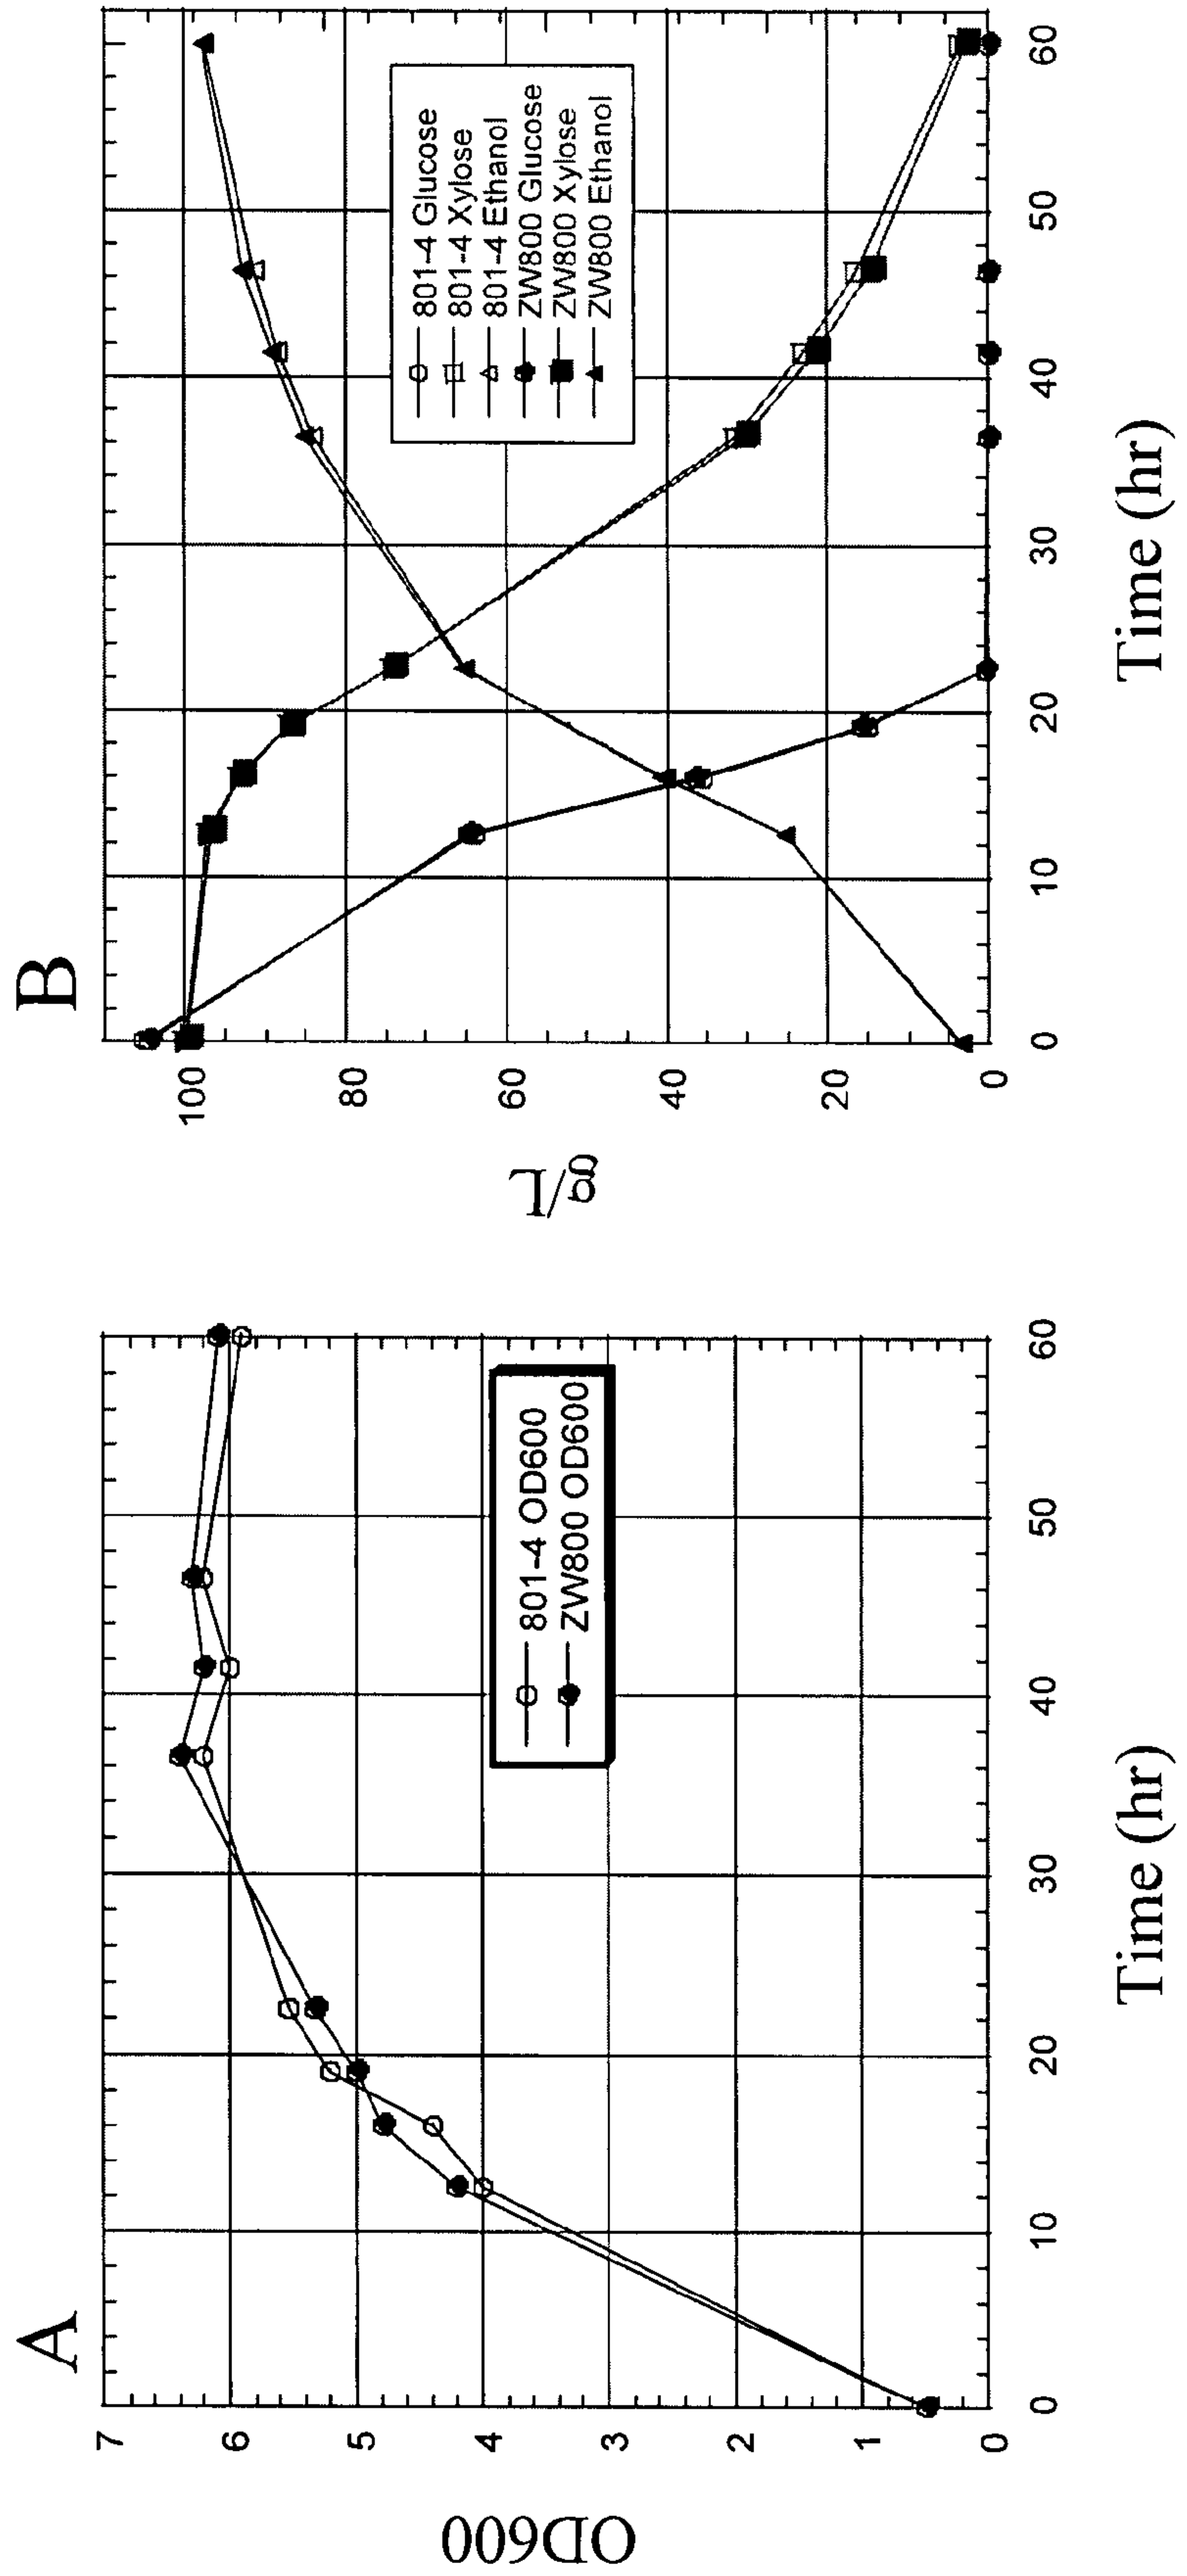 A
OD600
7
6
5
4
3
2
1
0
0
10
20
30
40
50
60
Time (hr)
801-4 OD600
ZW800 OD600
B
g/L
100
80
60
40
20
0
0
10
20
30
40
50
60
Time (hr)
801-4 Glucose
801-4 Xylose
801-4 Ethanol
ZW800 Glucose
ZW800 Xylose
ZW800 Ethanol